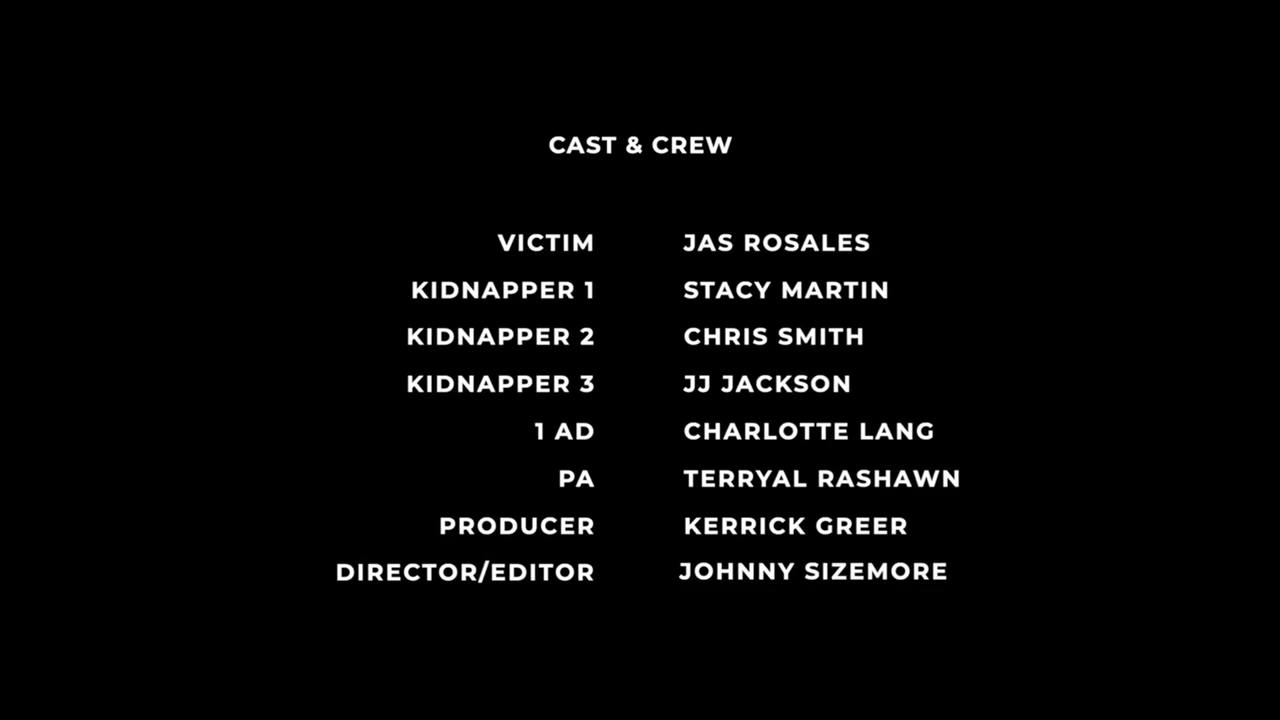 CAST & CREW
VICTIM JAS ROSALES
KIDNAPPER 1 STACY MARTIN
KIDNAPPER 2 CHRIS SMITH
KIDNAPPER 3 JJ JACKSON
1 AD CHARLOTTE LANG
PA TERRYAL RASHAWN
PRODUCER KERRICK GREER
DIRECTOR/EDITOR JOHNNY SIZEMORE